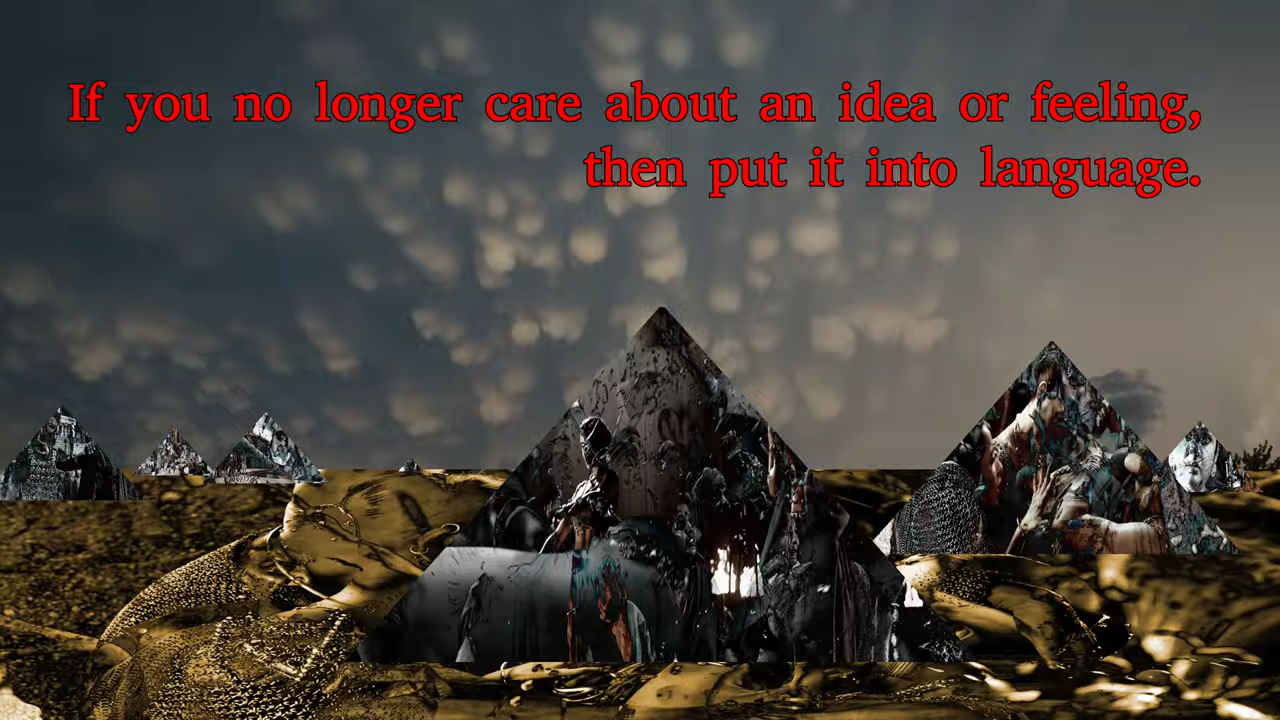 If you no longer care about an idea or feeling,
then put it into language.